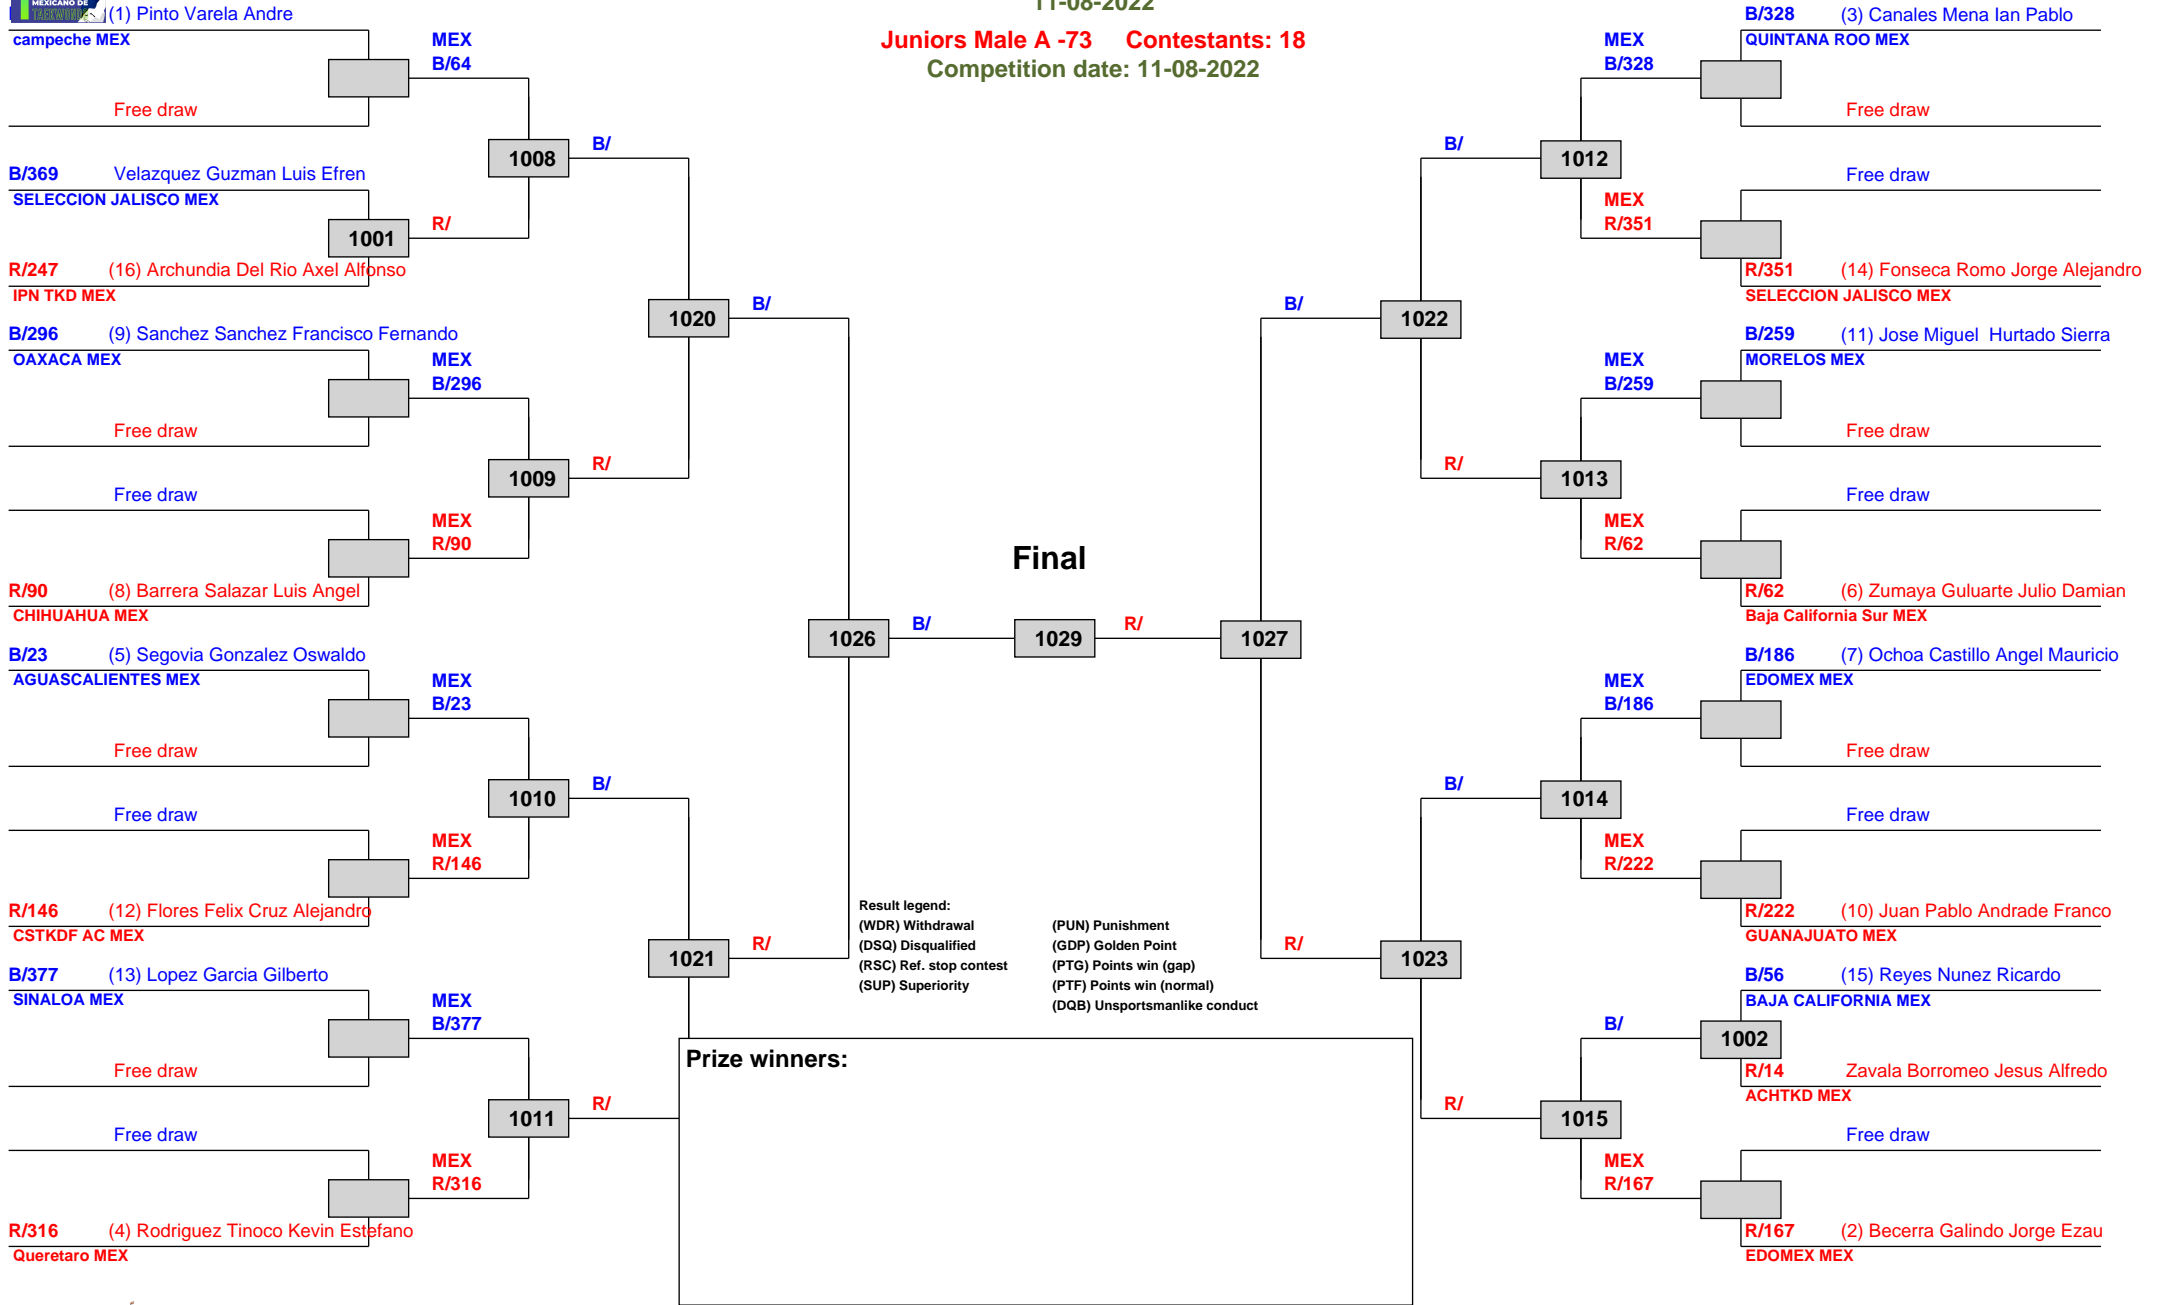 MEXICANO DE
TAEKWONDO
(1) Pinto Varela Andre
campeche MEX
MEX
B/64
Free draw
1008
B/
B/369 Velazquez Guzman Luis Efren
SELECCION JALISCO MEX
1001
R/
R/247 (16) Archundia Del Rio Axel Alfonso
IPN TKD MEX
1020
B/
B/296 (9) Sanchez Sanchez Francisco Fernando
OAXACA MEX
MEX
B/296
Free draw
1009
R/
Free draw
MEX
R/90
R/90 (8) Barrera Salazar Luis Angel
CHIHUAHUA MEX
1026
B/
B/23 (5) Segovia Gonzalez Oswaldo
AGUASCALIENTES MEX
MEX
B/23
Free draw
1010
B/
Free draw
MEX
R/146
R/146 (12) Flores Felix Cruz Alejandro
CSTKDF AC MEX
1021
R/
B/377 (13) Lopez Garcia Gilberto
SINALOA MEX
MEX
B/377
Free draw
1011
R/
Free draw
MEX
R/316
R/316 (4) Rodriguez Tinoco Kevin Estefano
Queretaro MEX
11-08-2022
Juniors Male A -73 Contestants: 18
Competition date: 11-08-2022
Final
1029
R/
1027
Result legend:
(WDR) Withdrawal
(DSQ) Disqualified
(RSC) Ref. stop contest
(SUP) Superiority
(PUN) Punishment
(GDP) Golden Point
(PTG) Points win (gap)
(PTF) Points win (normal)
(DQB) Unsportsmanlike conduct
Prize winners:
B/328 (3) Canales Mena Ian Pablo
QUINTANA ROO MEX
MEX
B/328
Free draw
B/
1012
Free draw
MEX
R/351
R/351 (14) Fonseca Romo Jorge Alejandro
SELECCION JALISCO MEX
B/
1022
B/259 (11) Jose Miguel Hurtado Sierra
MORELOS MEX
MEX
B/259
Free draw
R/
1013
Free draw
MEX
R/62
R/62 (6) Zumaya Guluarte Julio Damian
Baja California Sur MEX
B/186 (7) Ochoa Castillo Angel Mauricio
EDOMEX MEX
MEX
B/186
Free draw
B/
1014
Free draw
MEX
R/222
R/222 (10) Juan Pablo Andrade Franco
GUANAJUATO MEX
R/
1023
B/56 (15) Reyes Nunez Ricardo
BAJA CALIFORNIA MEX
B/
1002
R/14 Zavala Borromeo Jesus Alfredo
ACHTKD MEX
R/
1015
Free draw
MEX
R/167
R/167 (2) Becerra Galindo Jorge Ezau
EDOMEX MEX